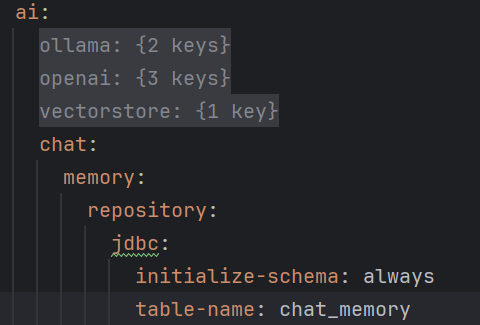 ai:
ollama: {2 keys}
openai: {3 keys}
vectorstore: {1 key}
chat:
memory:
repository:
jdbc:
initialize-schema: always
table-name: chat_memory